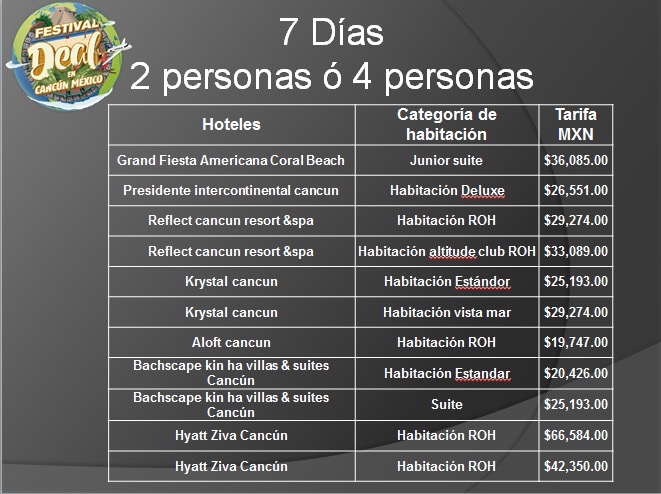 FESTIVAL
Deaf
EN
CANCÚN MÉXICO
7 Días
2 personas ó 4 personas
Hoteles Categoría de habitación Tarifa MXN
Grand Fiesta Americana Coral Beach Junior suite $36,085.00
Presidente intercontinental cancun Habitación Deluxe $26,551.00
Reflect cancun resort &spa Habitación ROH $29,274.00
Reflect cancun resort &spa Habitación altitude club ROH $33,089.00
Krystal cancun Habitación Estándor $25,193.00
Krystal cancun Habitación vista mar $29,274.00
Aloft cancun Habitación ROH $19,747.00
Bachscape kin ha villas & suites Cancún Habitación Estandar $20,426.00
Bachscape kin ha villas & suites Cancún Suite $25,193.00
Hyatt Ziva Cancún Habitación ROH $66,584.00
Hyatt Ziva Cancún Habitación ROH $42,350.00